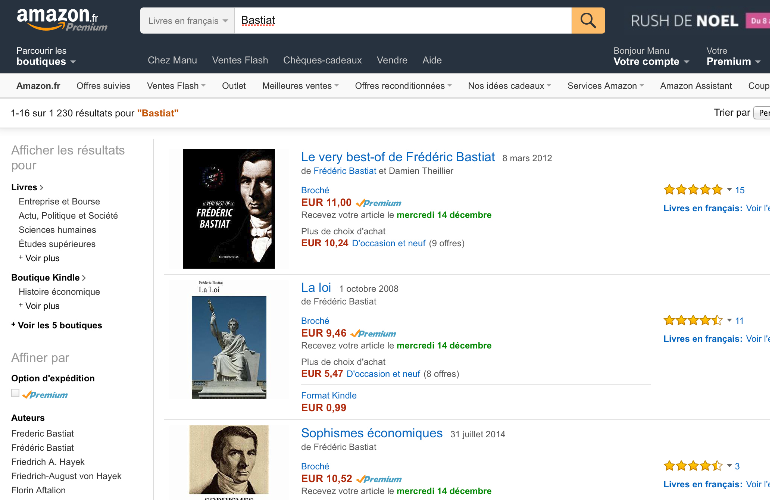 amazon.fr
Premium
Livres en français
Bastiat
RUSH DE NOEL
Du 8
Parcourir les
boutiques
Chez Manu Ventes Flash Chèques-cadeaux Vendre Aide
Bonjour Manu
Votre compte
Votre
Premium
Amazon.fr Offres suivies Ventes Flash Outlet Meilleures ventes Offres reconditionnées Nos idées cadeaux Services Amazon Amazon Assistant Coup
1-16 sur 1 230 résultats pour "Bastiat"
Trier par Pe
Afficher les résultats
pour
Livres
Entreprise et Bourse
Actu, Politique et Société
Sciences humaines
Études supérieures
+ Voir plus
Boutique Kindle
Histoire économique
+ Voir plus
+ Voir les 5 boutiques
Affiner par
Option d'expédition
Premium
Auteurs
Frederic Bastiat
Frédéric Bastiat
Friedrich A. Hayek
Friedrich-August von Hayek
Florin Aftalion
LE VERY BEST-OF DE
FRÉDÉRIC
BASTIAT
Le very best-of de Frédéric Bastiat 8 mars 2012
de Frédéric Bastiat et Damien Theillier
Broché
EUR 11,00 Premium
Recevez votre article le mercredi 14 décembre
Plus de choix d'achat
EUR 10,24 D'occasion et neuf (9 offres)
15
Livres en français: Voir l'e
Frédéric Bastiat
La Loi
La loi 1 octobre 2008
de Frédéric Bastiat
Broché
EUR 9,46 Premium
Recevez votre article le mercredi 14 décembre
Plus de choix d'achat
EUR 5,47 D'occasion et neuf (8 offres)
Format Kindle
EUR 0,99
11
Livres en français: Voir l'e
SOPHISMES
Sophismes économiques 31 juillet 2014
de Frédéric Bastiat
Broché
EUR 10,52 Premium
Recevez votre article le mercredi 14 décembre
3
Livres en français: Voir l'e